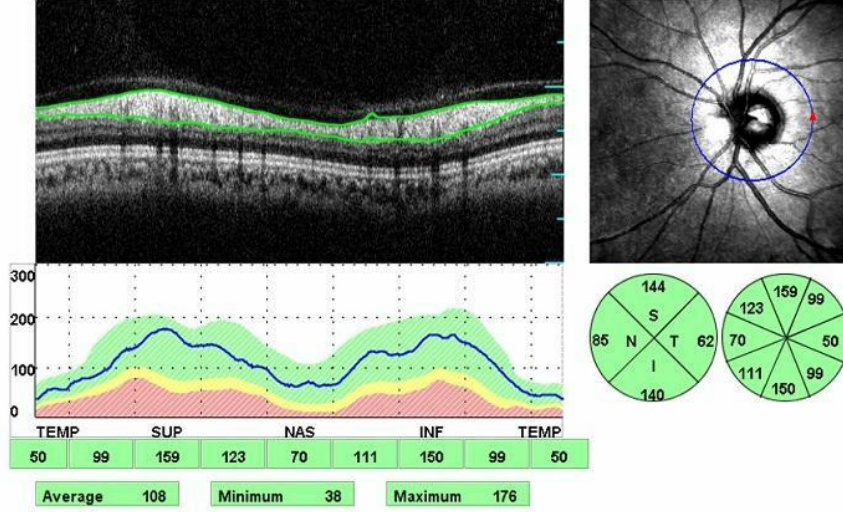 300
200
100
0
TEMP SUP NAS INF TEMP
50 99 159 123 70 111 150 99 50
Average 108 Minimum 38 Maximum 176
144
S
85 N T 62
I
140
159 99
123
70 50
111 99
150